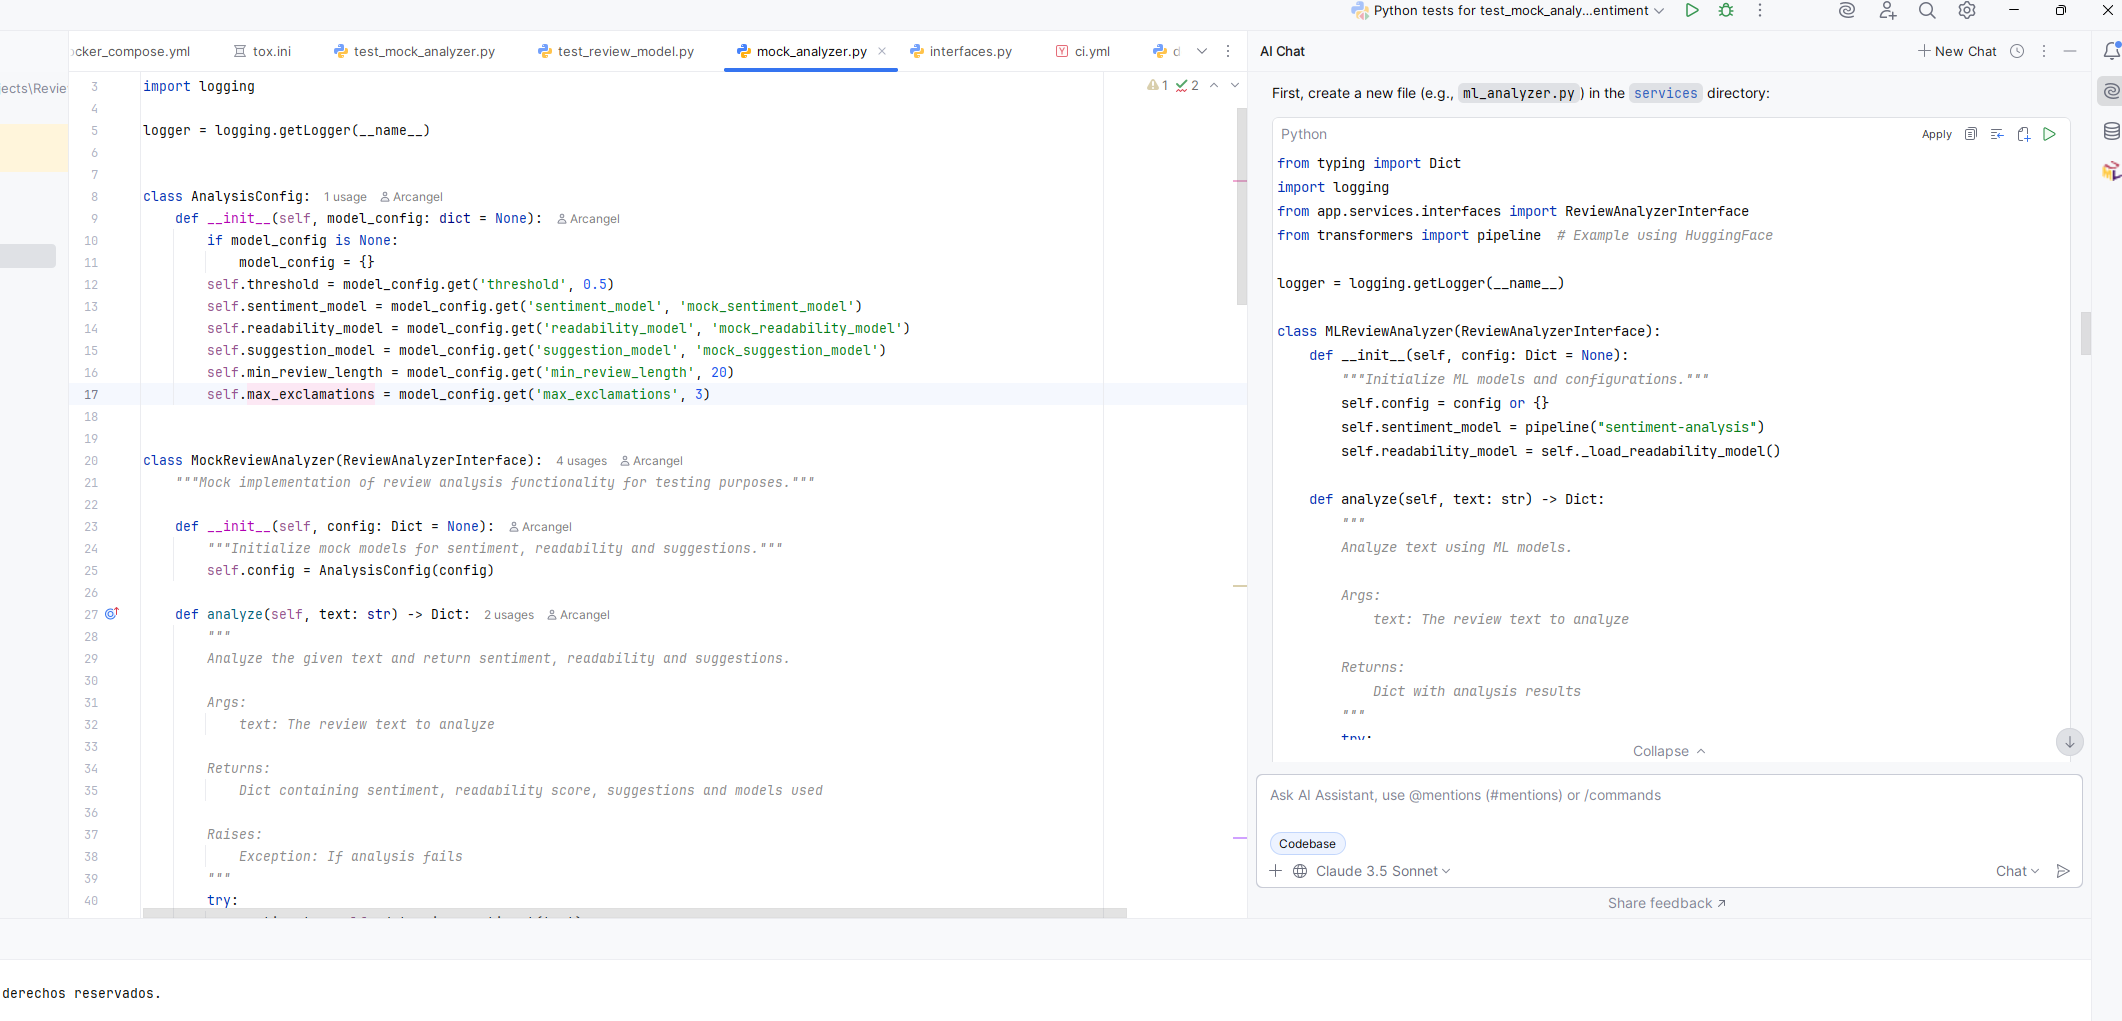 Python tests for test_mock_analy...entiment
cker_compose.yml
tox.ini
test_mock_analyzer.py
test_review_model.py
mock_analyzer.py
interfaces.py
ci.yml
d
AI Chat
New Chat
jects\Revie
1
2
3 import logging
4
5 logger = logging.getLogger(__name__)
6
7
8 class AnalysisConfig: 1 usage Arcangel
9 def __init__(self, model_config: dict = None): Arcangel
10 if model_config is None:
11 model_config = {}
12 self.threshold = model_config.get('threshold', 0.5)
13 self.sentiment_model = model_config.get('sentiment_model', 'mock_sentiment_model')
14 self.readability_model = model_config.get('readability_model', 'mock_readability_model')
15 self.suggestion_model = model_config.get('suggestion_model', 'mock_suggestion_model')
16 self.min_review_length = model_config.get('min_review_length', 20)
17 self.max_exclamations = model_config.get('max_exclamations', 3)
18
19
20 class MockReviewAnalyzer(ReviewAnalyzerInterface): 4 usages Arcangel
21 """Mock implementation of review analysis functionality for testing purposes."""
22
23 def __init__(self, config: Dict = None): Arcangel
24 """Initialize mock models for sentiment, readability and suggestions."""
25 self.config = AnalysisConfig(config)
26
27 def analyze(self, text: str) -> Dict: 2 usages Arcangel
28 """
29 Analyze the given text and return sentiment, readability and suggestions.
30
31 Args:
32 text: The review text to analyze
33
34 Returns:
35 Dict containing sentiment, readability score, suggestions and models used
36
37 Raises:
38 Exception: If analysis fails
39 """
40 try:
First, create a new file (e.g., ml_analyzer.py) in the services directory:
Python
Apply
from typing import Dict
import logging
from app.services.interfaces import ReviewAnalyzerInterface
from transformers import pipeline # Example using HuggingFace
logger = logging.getLogger(__name__)
class MLReviewAnalyzer(ReviewAnalyzerInterface):
def __init__(self, config: Dict = None):
"""Initialize ML models and configurations."""
self.config = config or {}
self.sentiment_model = pipeline("sentiment-analysis")
self.readability_model = self._load_readability_model()
def analyze(self, text: str) -> Dict:
"""
Analyze text using ML models.
Args:
text: The review text to analyze
Returns:
Dict with analysis results
"""
try:
Collapse
Ask AI Assistant, use @mentions (#mentions) or /commands
Codebase
Claude 3.5 Sonnet
Chat
Share feedback
derechos reservados.